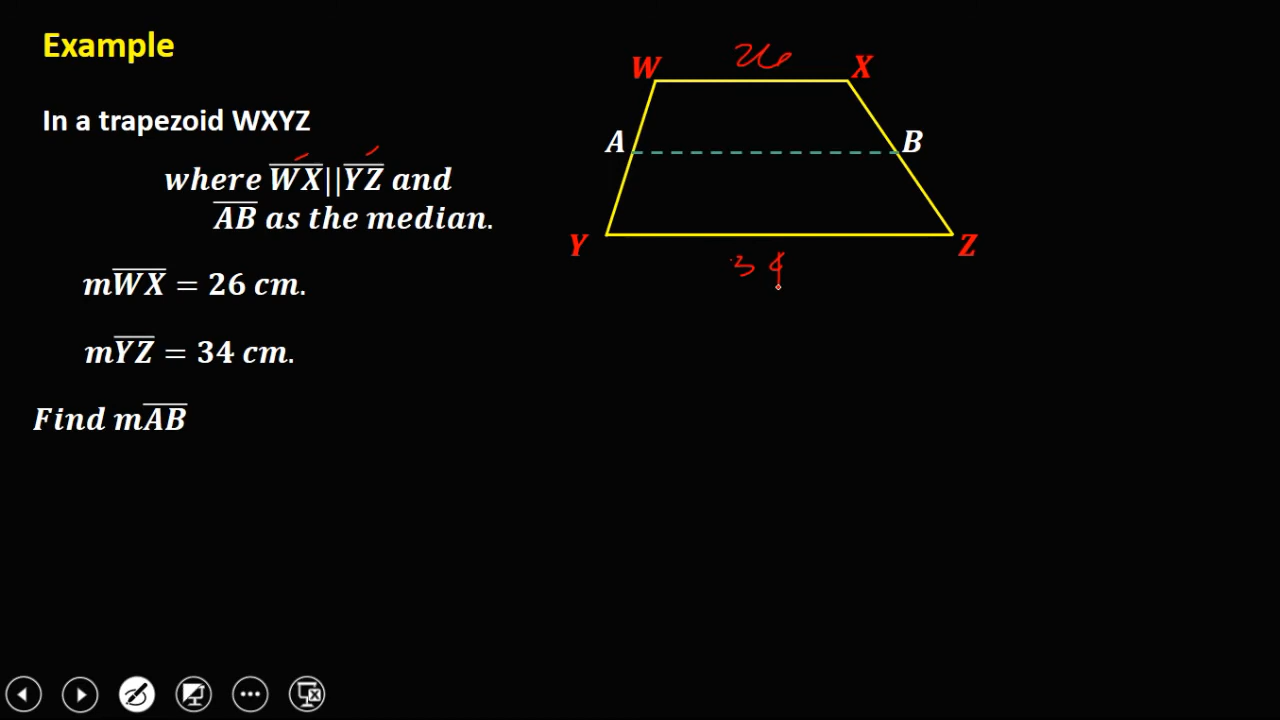 Example
In a trapezoid WXYZ
where W̅X̅||Y̅Z̅ and
A̅B̅ as the median.
mW̅X̅ = 26 cm.
mY̅Z̅ = 34 cm.
Find mA̅B̅
26
W X
A B
Y Z
34